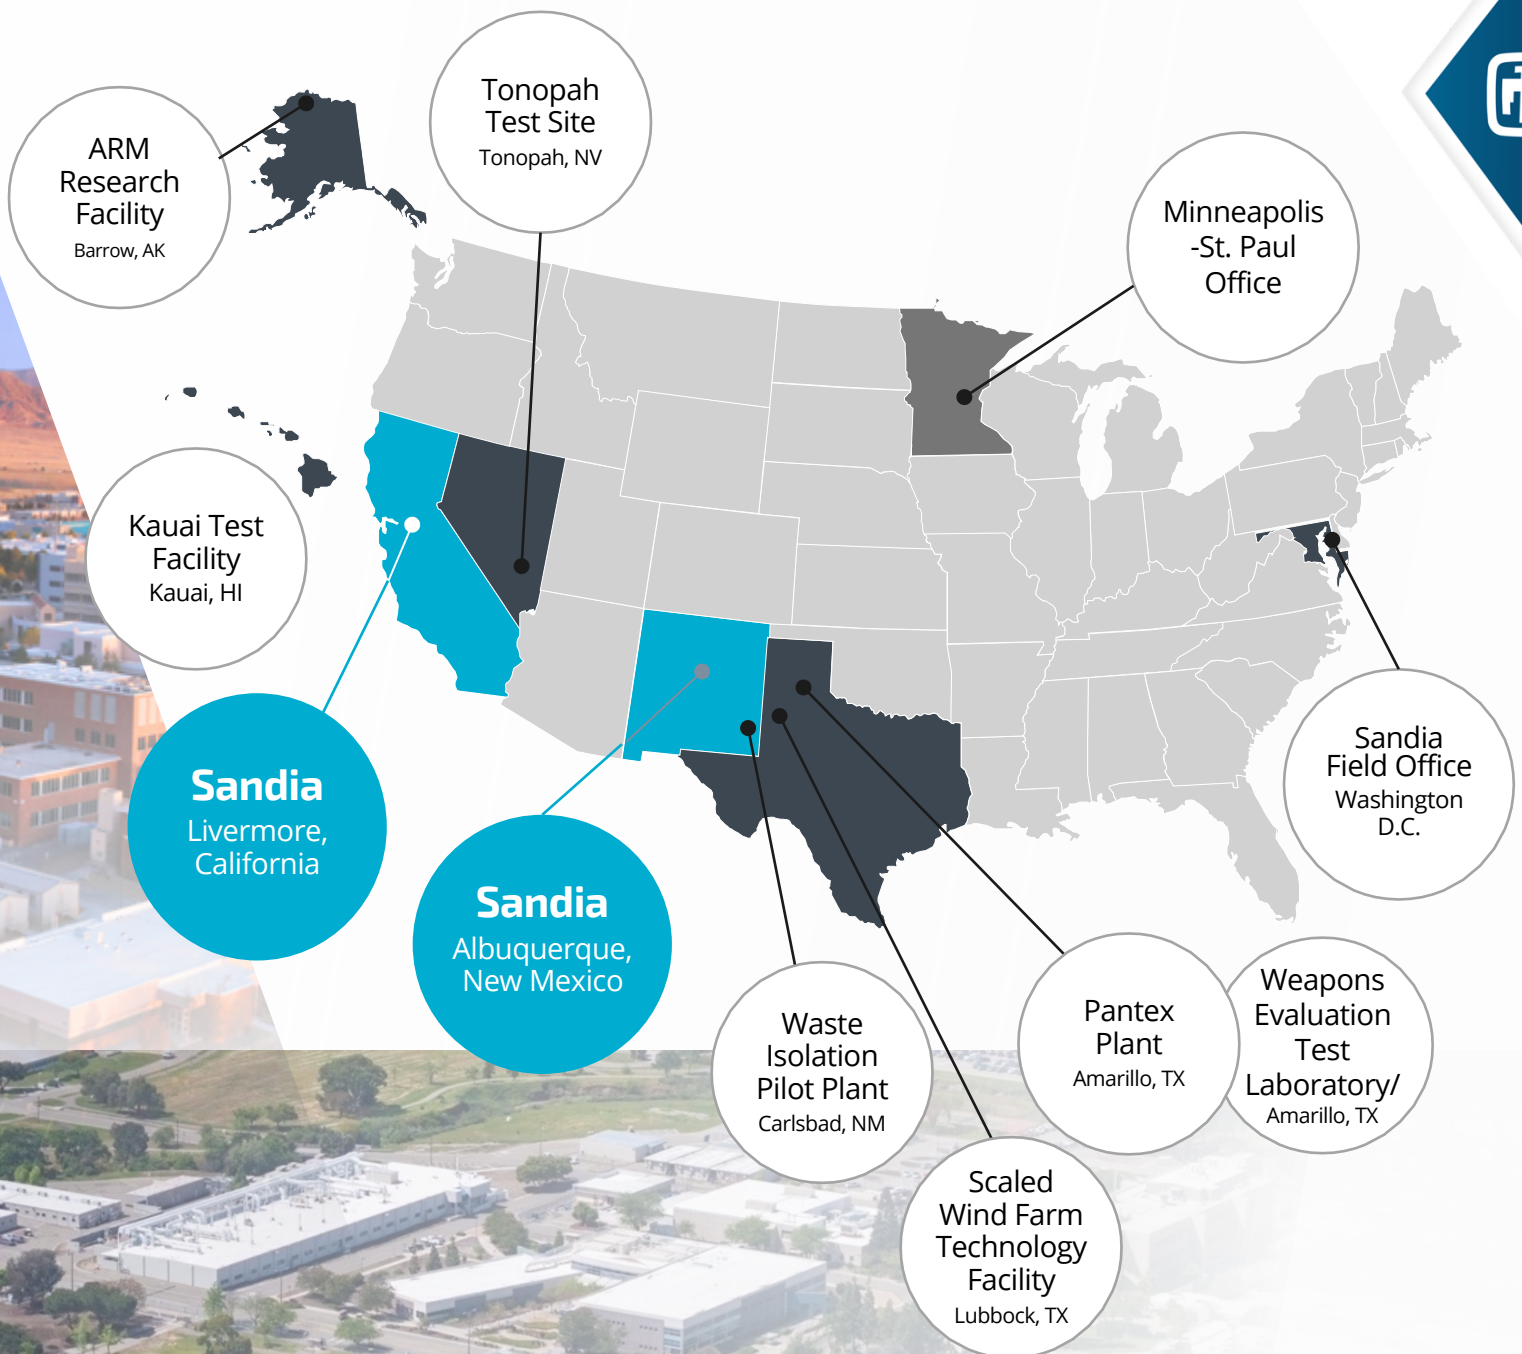 ARM
Research
Facility
Barrow, AK
Tonopah
Test Site
Tonopah, NV
Minneapolis
-St. Paul
Office
Kauai Test
Facility
Kauai, HI
Sandia
Livermore,
California
Sandia
Albuquerque,
New Mexico
Sandia
Field Office
Washington
D.C.
Waste
Isolation
Pilot Plant
Carlsbad, NM
Pantex
Plant
Amarillo, TX
Weapons
Evaluation
Test
Laboratory/
Amarillo, TX
Scaled
Wind Farm
Technology
Facility
Lubbock, TX